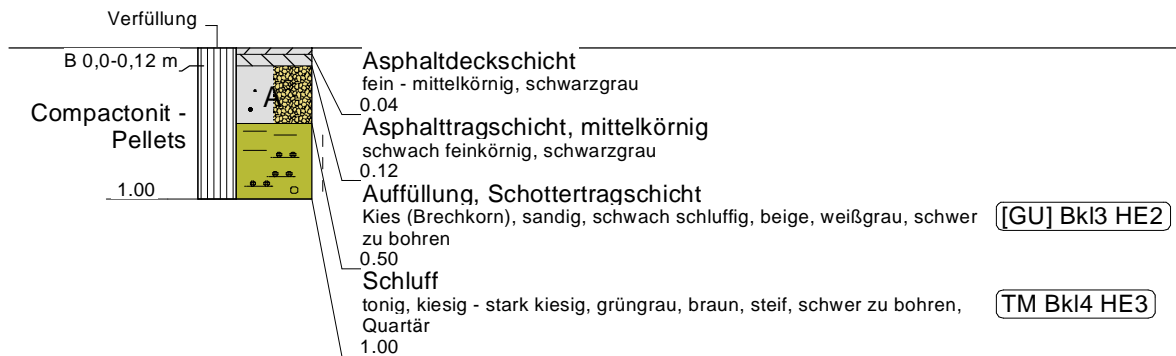 Verfüllung
B 0,0-0,12 m
Compactonit -
Pellets
1.00
A
Asphaltdeckschicht
fein - mittelkörnig, schwarzgrau
0.04
Asphalttragschicht, mittelkörnig
schwach feinkörnig, schwarzgrau
0.12
Auffüllung, Schottertragschicht
Kies (Brechkorn), sandig, schwach schluffig, beige, weißgrau, schwer
zu bohren
[GU] Bkl3 HE2
0.50
Schluff
tonig, kiesig - stark kiesig, grüngrau, braun, steif, schwer zu bohren,
Quartär
TM Bkl4 HE3
1.00